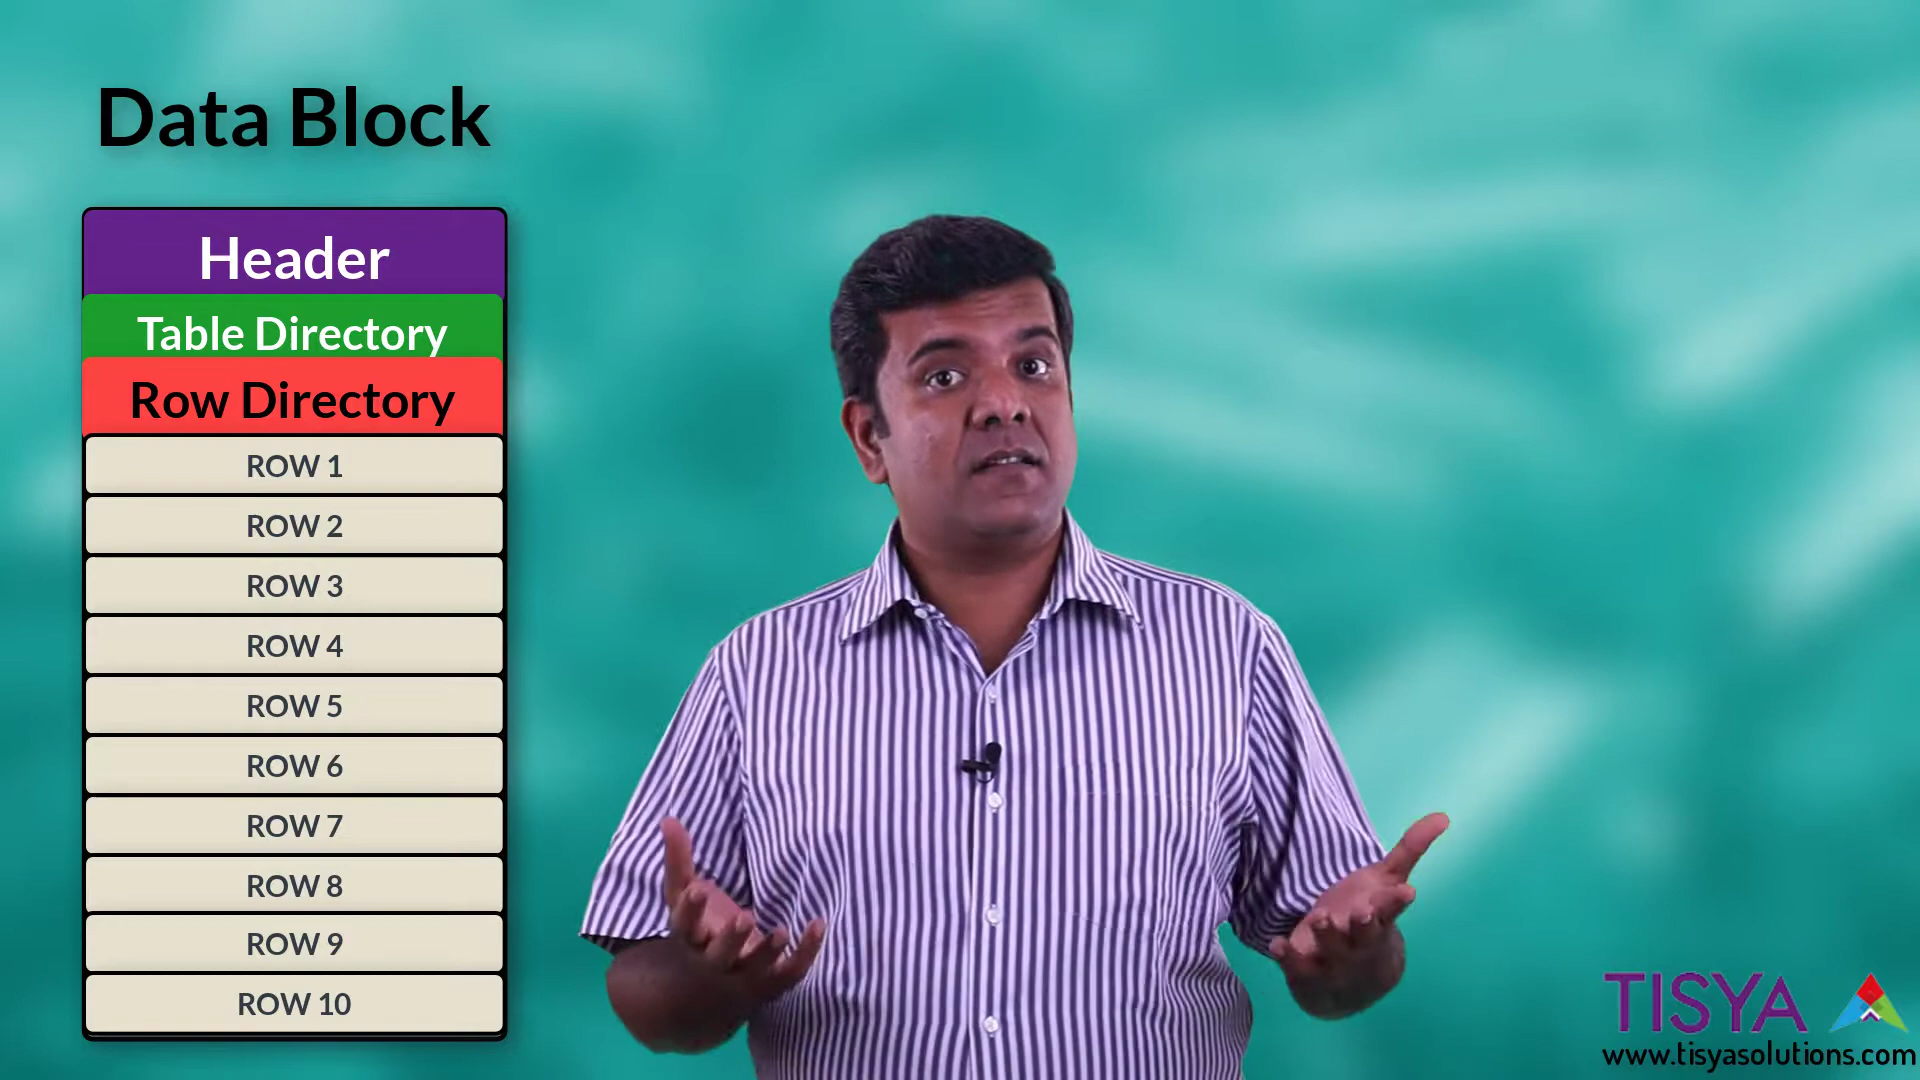 Data Block
Header
Table Directory
Row Directory
ROW 1
ROW 2
ROW 3
ROW 4
ROW 5
ROW 6
ROW 7
ROW 8
ROW 9
ROW 10
TISYA
www.tisyasolutions.com